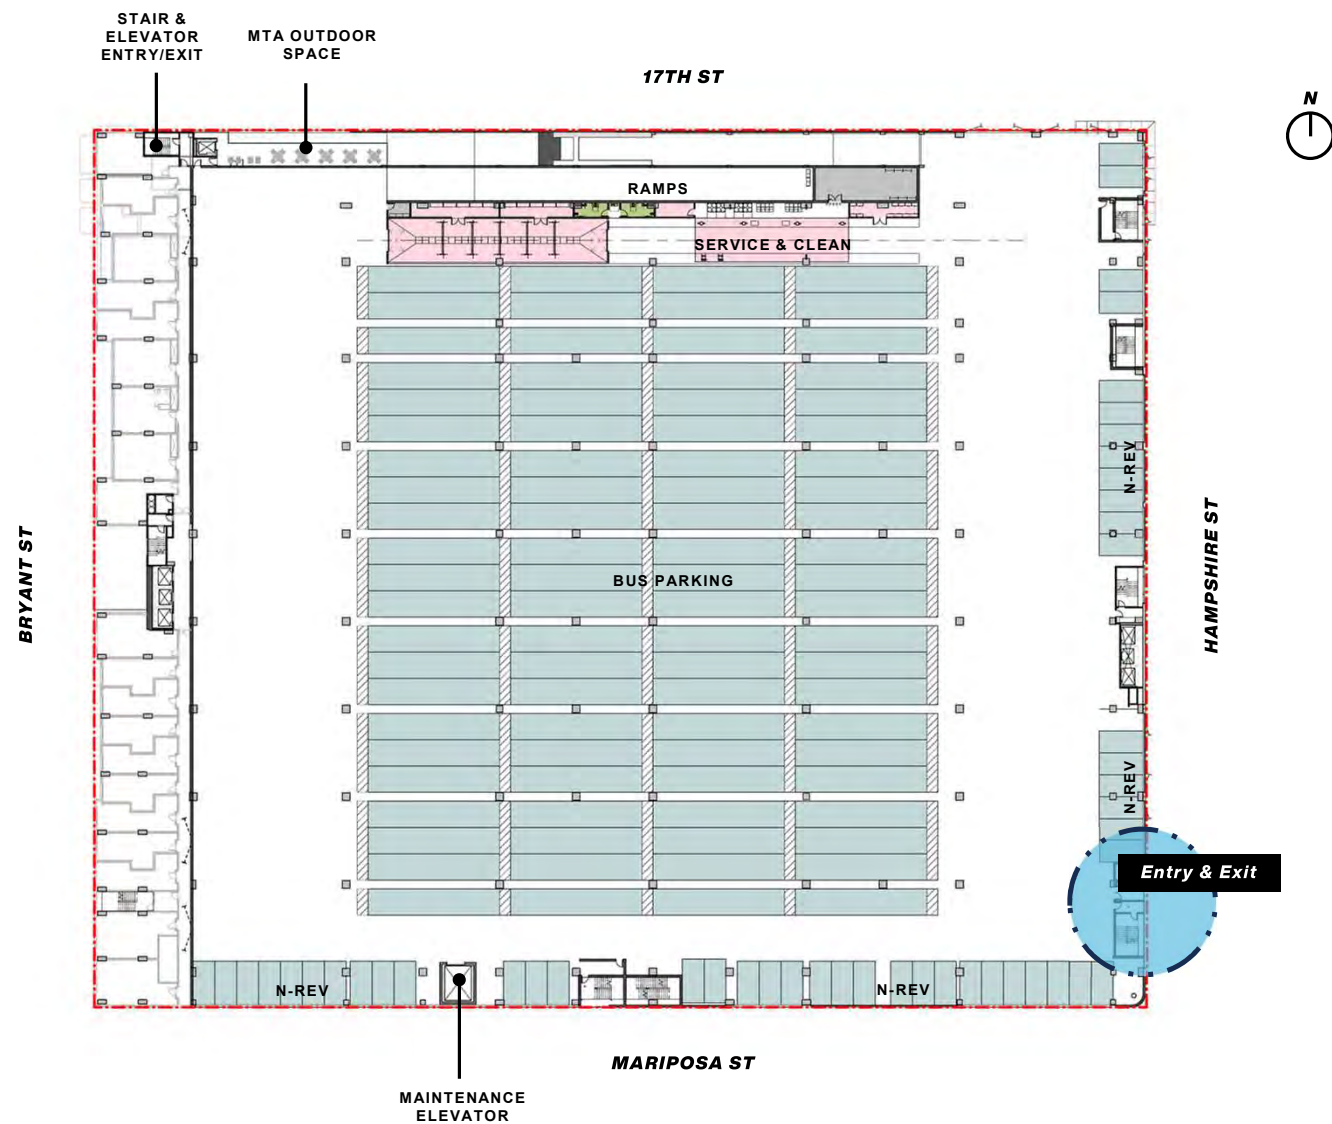 STAIR &
ELEVATOR
ENTRY/EXIT
MTA OUTDOOR
SPACE
17TH ST
N
RAMPS
SERVICE & CLEAN
N-REV
BRYANT ST
HAMPSHIRE ST
BUS PARKING
N-REV
Entry & Exit
N-REV
N-REV
MARIPOSA ST
MAINTENANCE
ELEVATOR